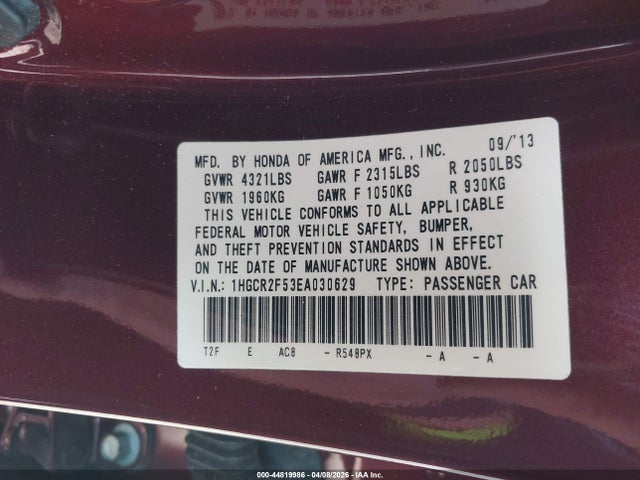 MFD. BY HONDA OF AMERICA MFG., INC. 09/'13
GVWR 4321LBS GAWR F 2315LBS R 2050LBS
GVWR 1960KG GAWR F 1050KG R 930KG
THIS VEHICLE CONFORMS TO ALL APPLICABLE
FEDERAL MOTOR VEHICLE SAFETY, BUMPER,
AND THEFT PREVENTION STANDARDS IN EFFECT
ON THE DATE OF MANUFACTURE SHOWN ABOVE.
V.I.N.: 1HGCR2F53EA030629 TYPE: PASSENGER CAR
T2F E AC8 - R548PX - A - A
000-44819986 | 04/08/2026 | IAA Inc.